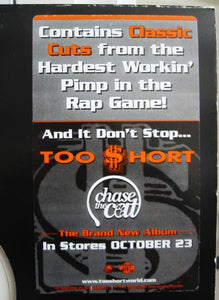 Contains Classic
Cuts from the
Hardest Workin'
Pimp in the
Rap Game!
And It Don't Stop...
TOO $HORT
chase
the cat
The Brand New Album
In Stores OCTOBER 23
www.tooshortworld.com